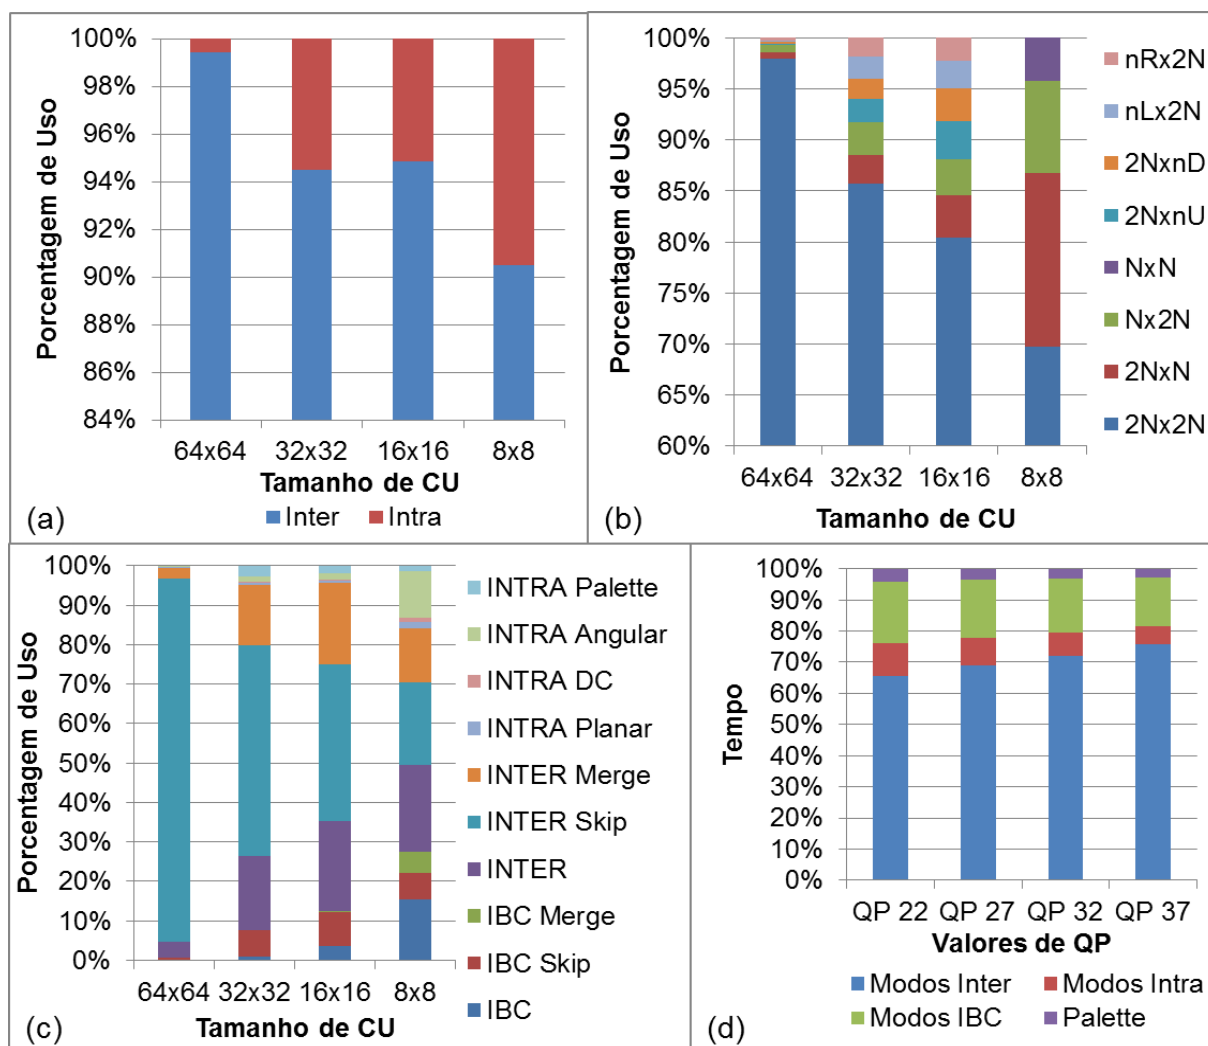 100%
98%
96%
94%
92%
90%
88%
86%
84%
Porcentagem de Uso
64x64 32x32 16x16 8x8
Tamanho de CU
Inter Intra
(a)
100%
95%
90%
85%
80%
75%
70%
65%
60%
Porcentagem de Uso
64x64 32x32 16x16 8x8
Tamanho de CU
nRx2N
nLx2N
2NxnD
2NxnU
NxN
Nx2N
2NxN
2Nx2N
(b)
100%
90%
80%
70%
60%
50%
40%
30%
20%
10%
0%
Porcentagem de Uso
64x64 32x32 16x16 8x8
Tamanho de CU
INTRA Palette
INTRA Angular
INTRA DC
INTRA Planar
INTER Merge
INTER Skip
INTER
IBC Merge
IBC Skip
IBC
(c)
100%
90%
80%
70%
60%
50%
40%
30%
20%
10%
0%
Tempo
QP 22 QP 27 QP 32 QP 37
Valores de QP
Modos Inter Modos Intra
Modos IBC Palette
(d)